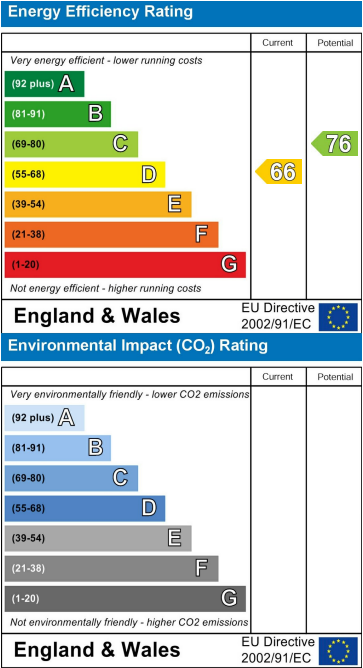 Energy Efficiency Rating
Current Potential
Very energy efficient - lower running costs
(92 plus) A
(81-91) B
(69-80) C
76
(55-68) D
66
(39-54) E
(21-38) F
(1-20) G
Not energy efficient - higher running costs
England & Wales
EU Directive
2002/91/EC
Environmental Impact (CO₂) Rating
Current Potential
Very environmentally friendly - lower CO2 emissions
(92 plus) A
(81-91) B
(69-80) C
(55-68) D
(39-54) E
(21-38) F
(1-20) G
Not environmentally friendly - higher CO2 emissions
England & Wales
EU Directive
2002/91/EC